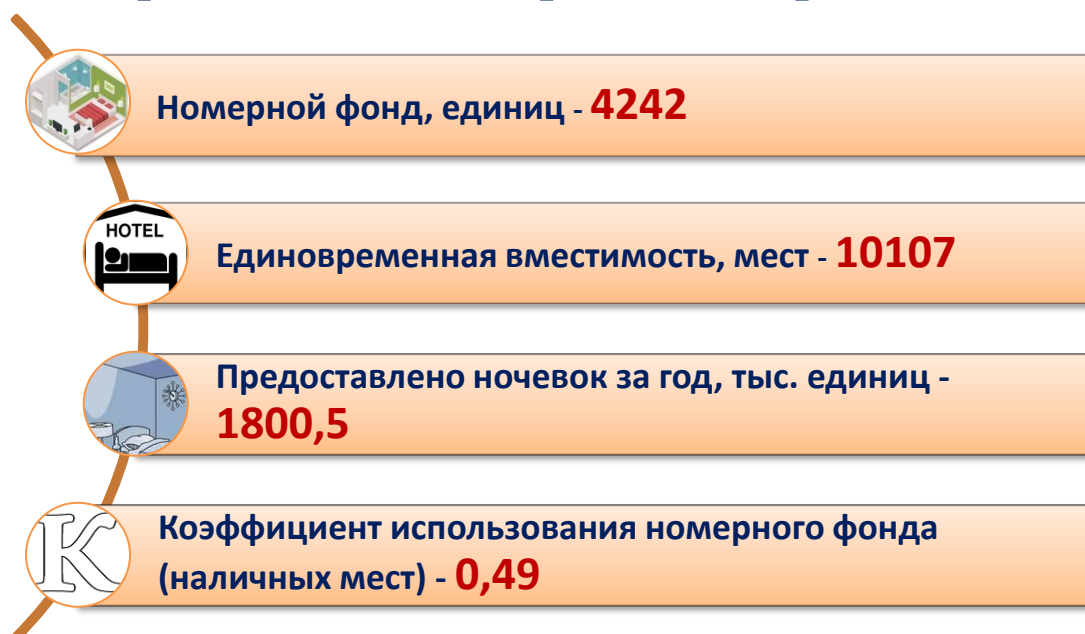 Номерной фонд, единиц - 4242
HOTEL
Единовременная вместимость, мест - 10107
Предоставлено ночевок за год, тыс. единиц -
1800,5
К
Коэффициент использования номерного фонда
(наличных мест) - 0,49